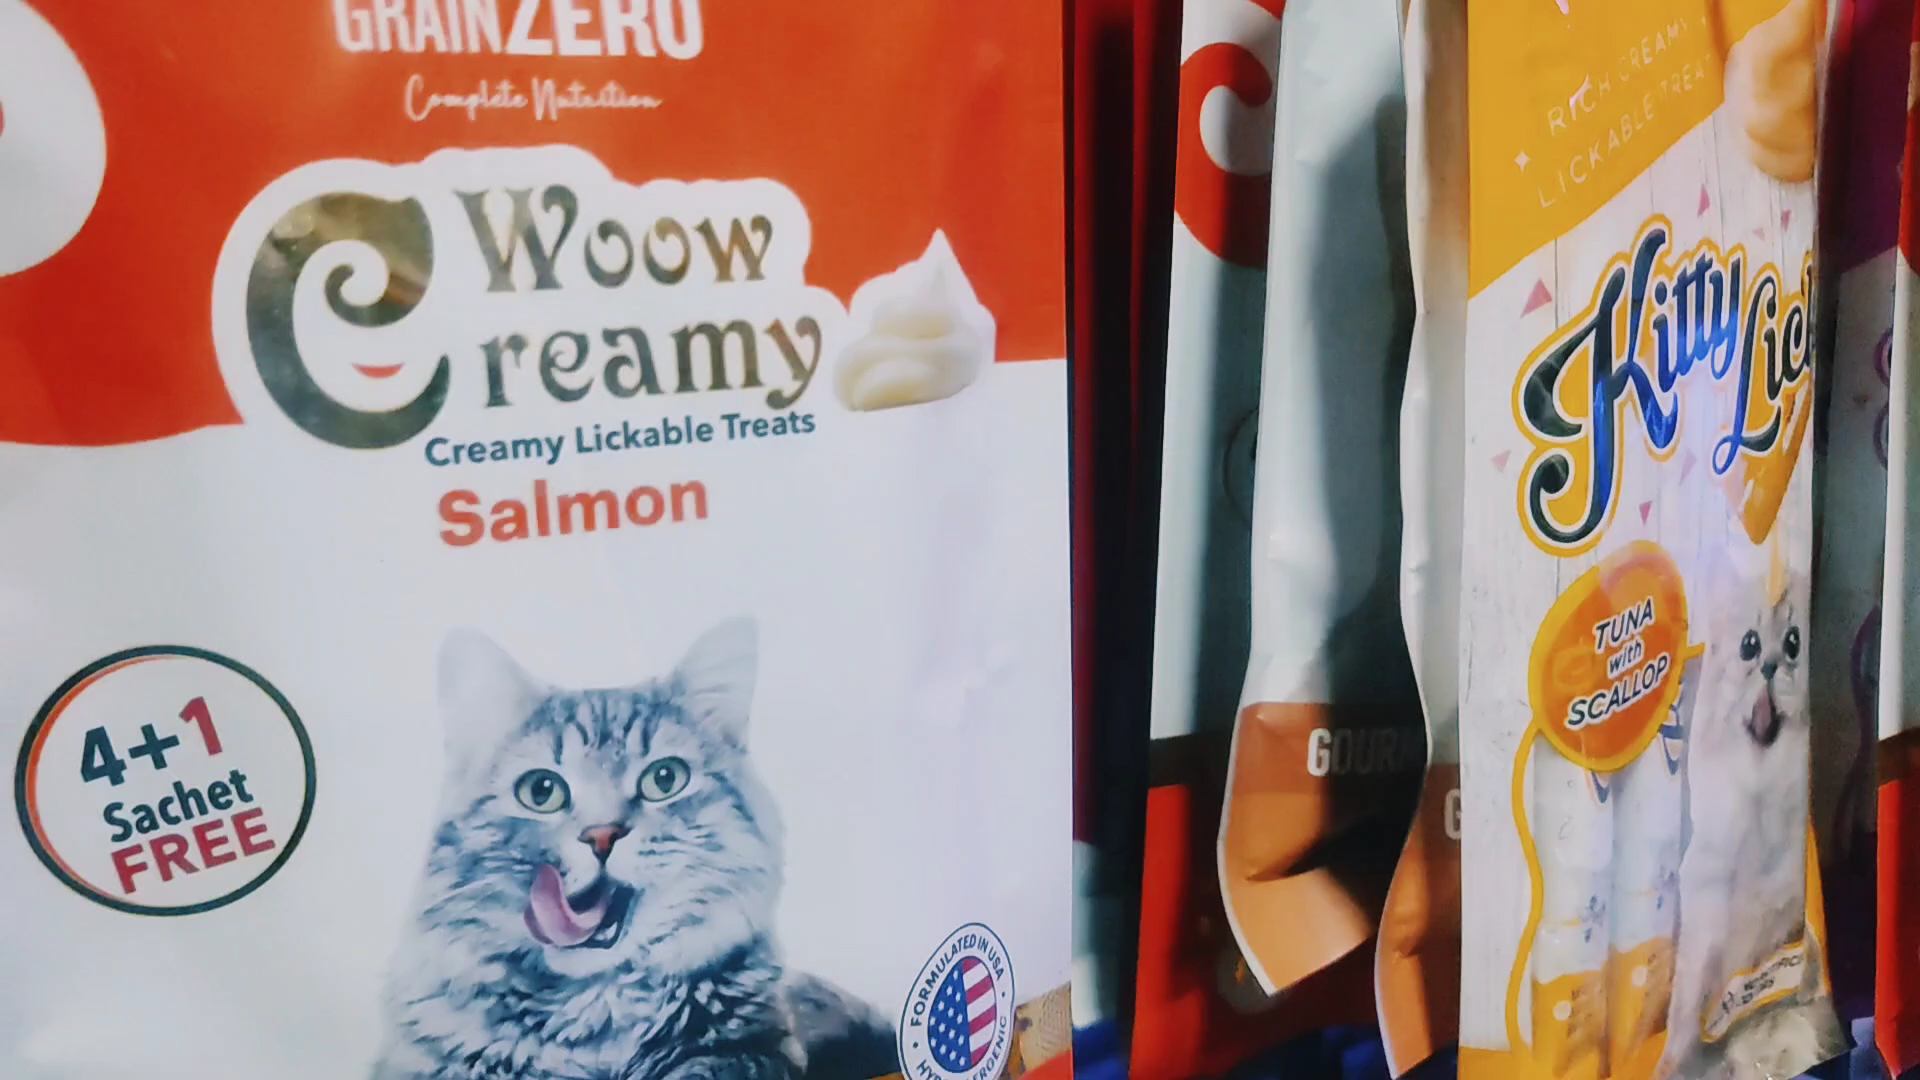 GRAINZERO
Complete Nutrition
Woow
Creamy
Creamy Lickable Treats
Salmon
4+1
Sachet
FREE
FORMULATED IN USA
RICH CREAMY
LICKABLE TREAT
Kitty Lick
TUNA
with
SCALLOP